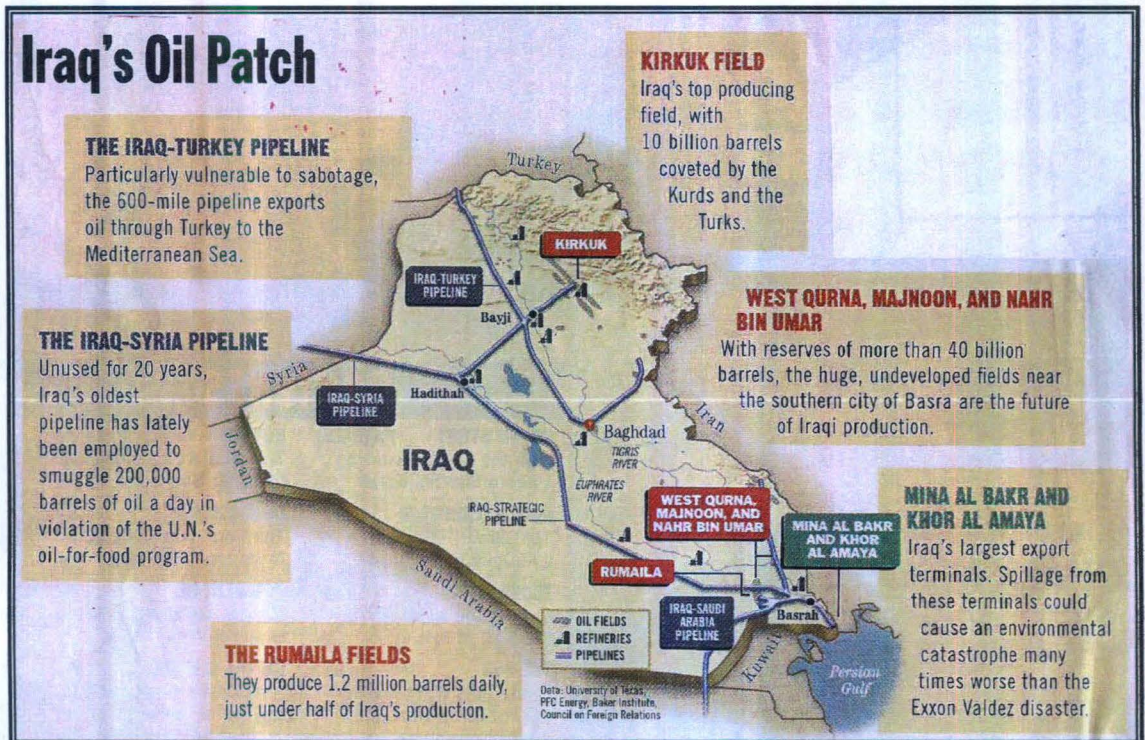 Iraq's Oil Patch
THE IRAQ-TURKEY PIPELINE
Particularly vulnerable to sabotage,
the 600-mile pipeline exports
oil through Turkey to the
Mediterranean Sea.
KIRKUK FIELD
Iraq's top producing
field, with
10 billion barrels
coveted by the
Kurds and the
Turks.
THE IRAQ-SYRIA PIPELINE
Unused for 20 years,
Iraq's oldest
pipeline has lately
been employed to
smuggle 200,000
barrels of oil a day in
violation of the U.N.'s
oil-for-food program.
WEST QURNA, MAJNOON, AND NAHR
BIN UMAR
With reserves of more than 40 billion
barrels, the huge, undeveloped fields near
the southern city of Basra are the future
of Iraqi production.
MINA AL BAKR AND
KHOR AL AMAYA
Iraq's largest export
terminals. Spillage from
these terminals could
cause an environmental
catastrophe many
times worse than the
Exxon Valdez disaster.
THE RUMAILA FIELDS
They produce 1.2 million barrels daily,
just under half of Iraq's production.
Turkey
KIRKUK
IRAQ-TURKEY
PIPELINE
Bayji
Syria
IRAQ-SYRIA
PIPELINE
Hadithah
Jordan
Baghdad
Iran
IRAQ
TIGRIS
RIVER
EUPHRATES
RIVER
IRAQ-STRATEGIC
PIPELINE
WEST QURNA,
MAJNOON, AND
NAHR BIN UMAR
MINA AL BAKR
AND KHOR
AL AMAYA
RUMAILA
Saudi Arabia
IRAQ-SAUDI
ARABIA
PIPELINE
Basrah
Kuwait
Persian
Gulf
OIL FIELDS
REFINERIES
PIPELINES
Data: University of Texas,
PFC Energy, Baker Institute,
Council on Foreign Relations